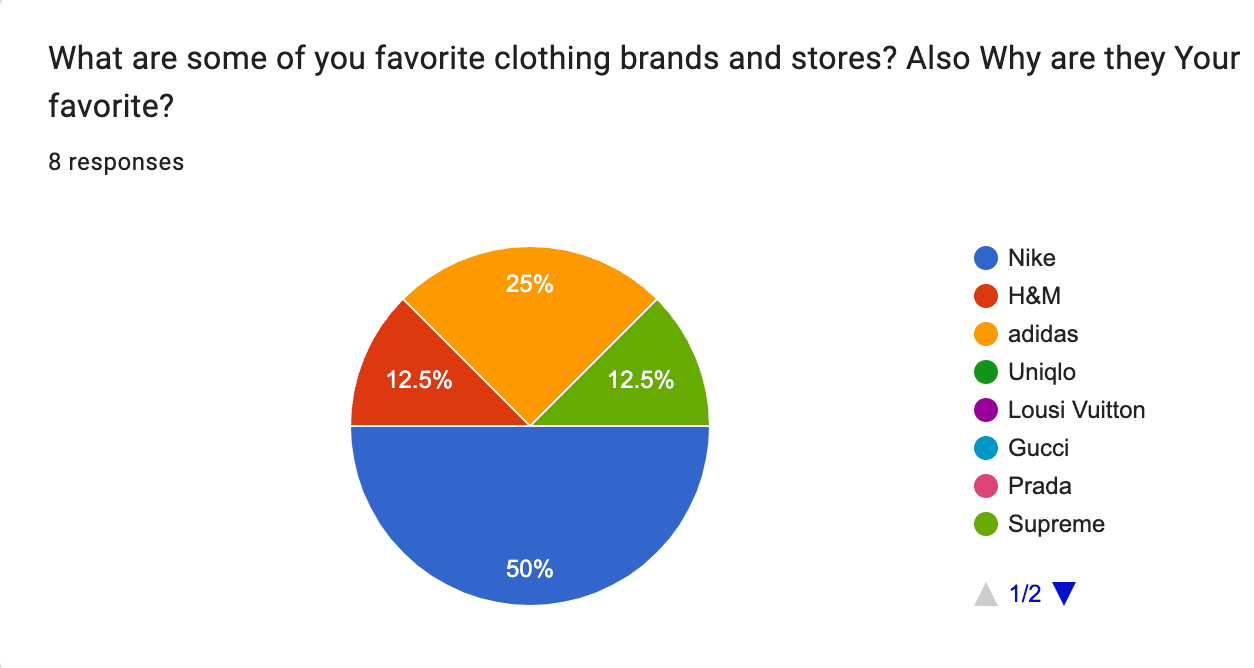 What are some of you favorite clothing brands and stores? Also Why are they Your
favorite?
8 responses
25%
12.5%
12.5%
50%
Nike
H&M
adidas
Uniqlo
Lousi Vuitton
Gucci
Prada
Supreme
1/2